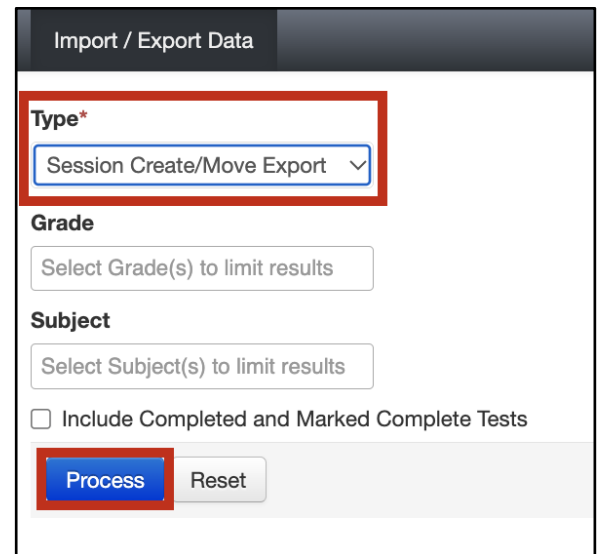 Import / Export Data
Type*
Session Create/Move Export
Grade
Select Grade(s) to limit results
Subject
Select Subject(s) to limit results
Include Completed and Marked Complete Tests
Process Reset